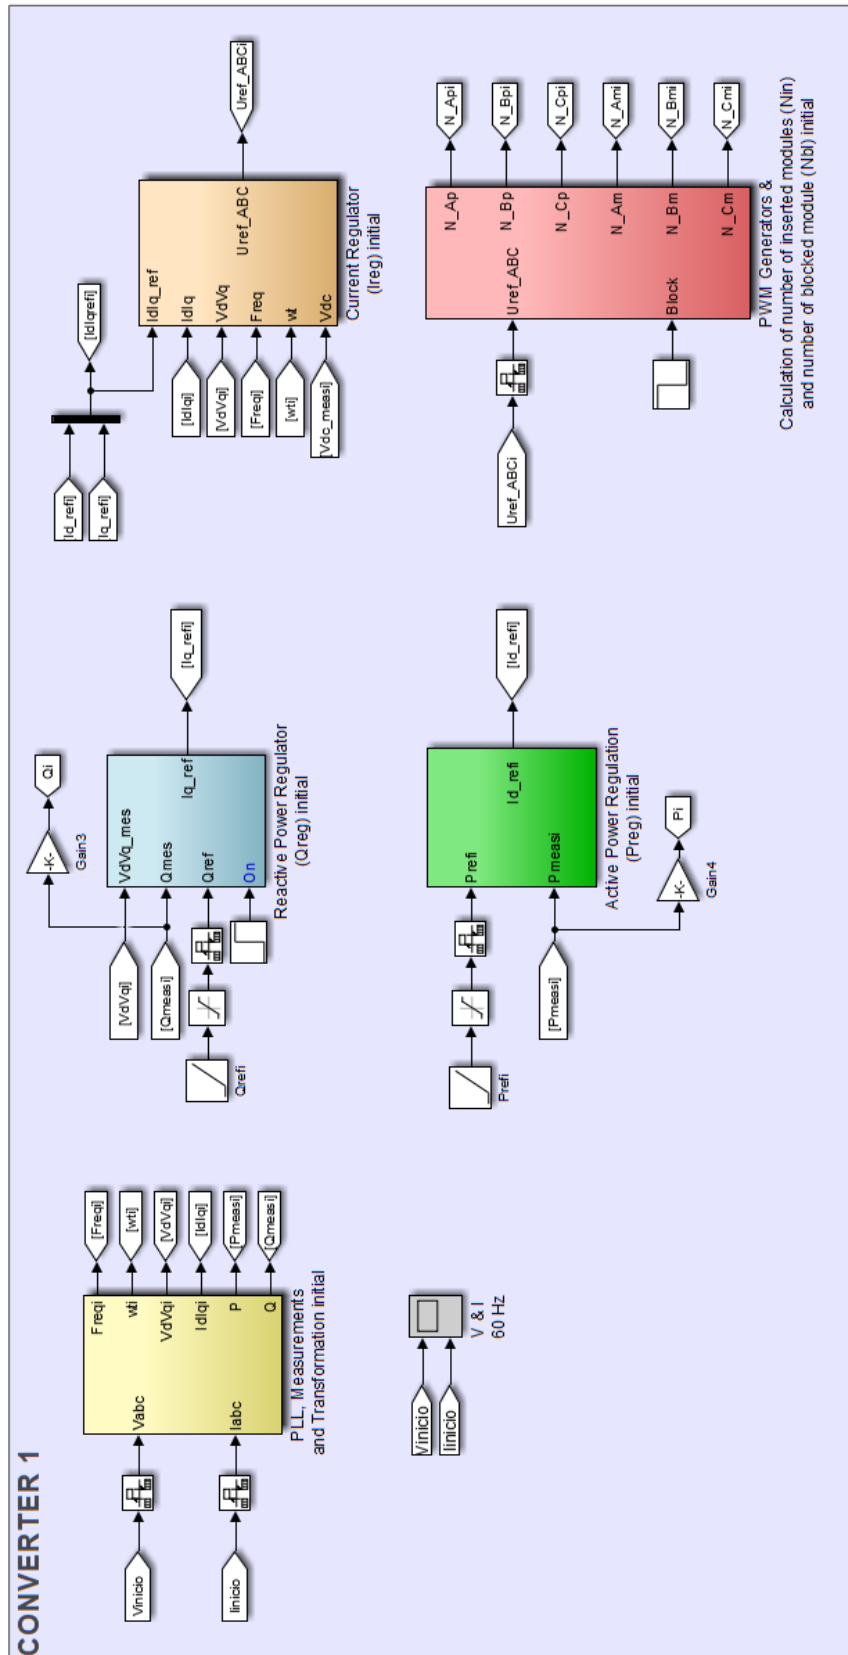 CONVERTER 1
Vinicio
Iinicio
Vabc
Iabc
Freqi
wti
VdVqi
IdIqi
P
Q
[Freqi]
[wti]
[VdVqi]
[IdIqi]
[Pmeasi]
[Qmeasi]
PLL, Measurements
and Transformation initial
Vinicio
Iinicio
V & I
60 Hz
[VdVqi]
[Qmeasi]
Qrefi
-K-
Gain3
Qi
VdVq_mes
Qmes
Qref
On
Iq_ref
[Iq_refi]
Reactive Power Regulator
(Qreg) initial
Prefi
[Pmeasi]
Prefi
Pmeasi
Id_refi
[Id_refi]
Active Power Regulation
(Preg) initial
-K-
Gain4
Pi
[Id_refi]
[Iq_refi]
[IdIqrefi]
[IdIqi]
[VdVqi]
[Freqi]
[wti]
[Vdc_measi]
IdIq_ref
IdIq
VdVq
Freq
wt
Vdc
Uref_ABC
Uref_ABCi
Current Regulator
(Ireg) initial
Uref_ABCi
Uref_ABC
Block
N_Ap
N_Bp
N_Cp
N_Am
N_Bm
N_Cm
N_Api
N_Bpi
N_Cpi
N_Ami
N_Bmi
N_Cmi
PWM Generators &
Calculation of number of inserted modules (Nin)
and number of blocked module (Nbl) initial